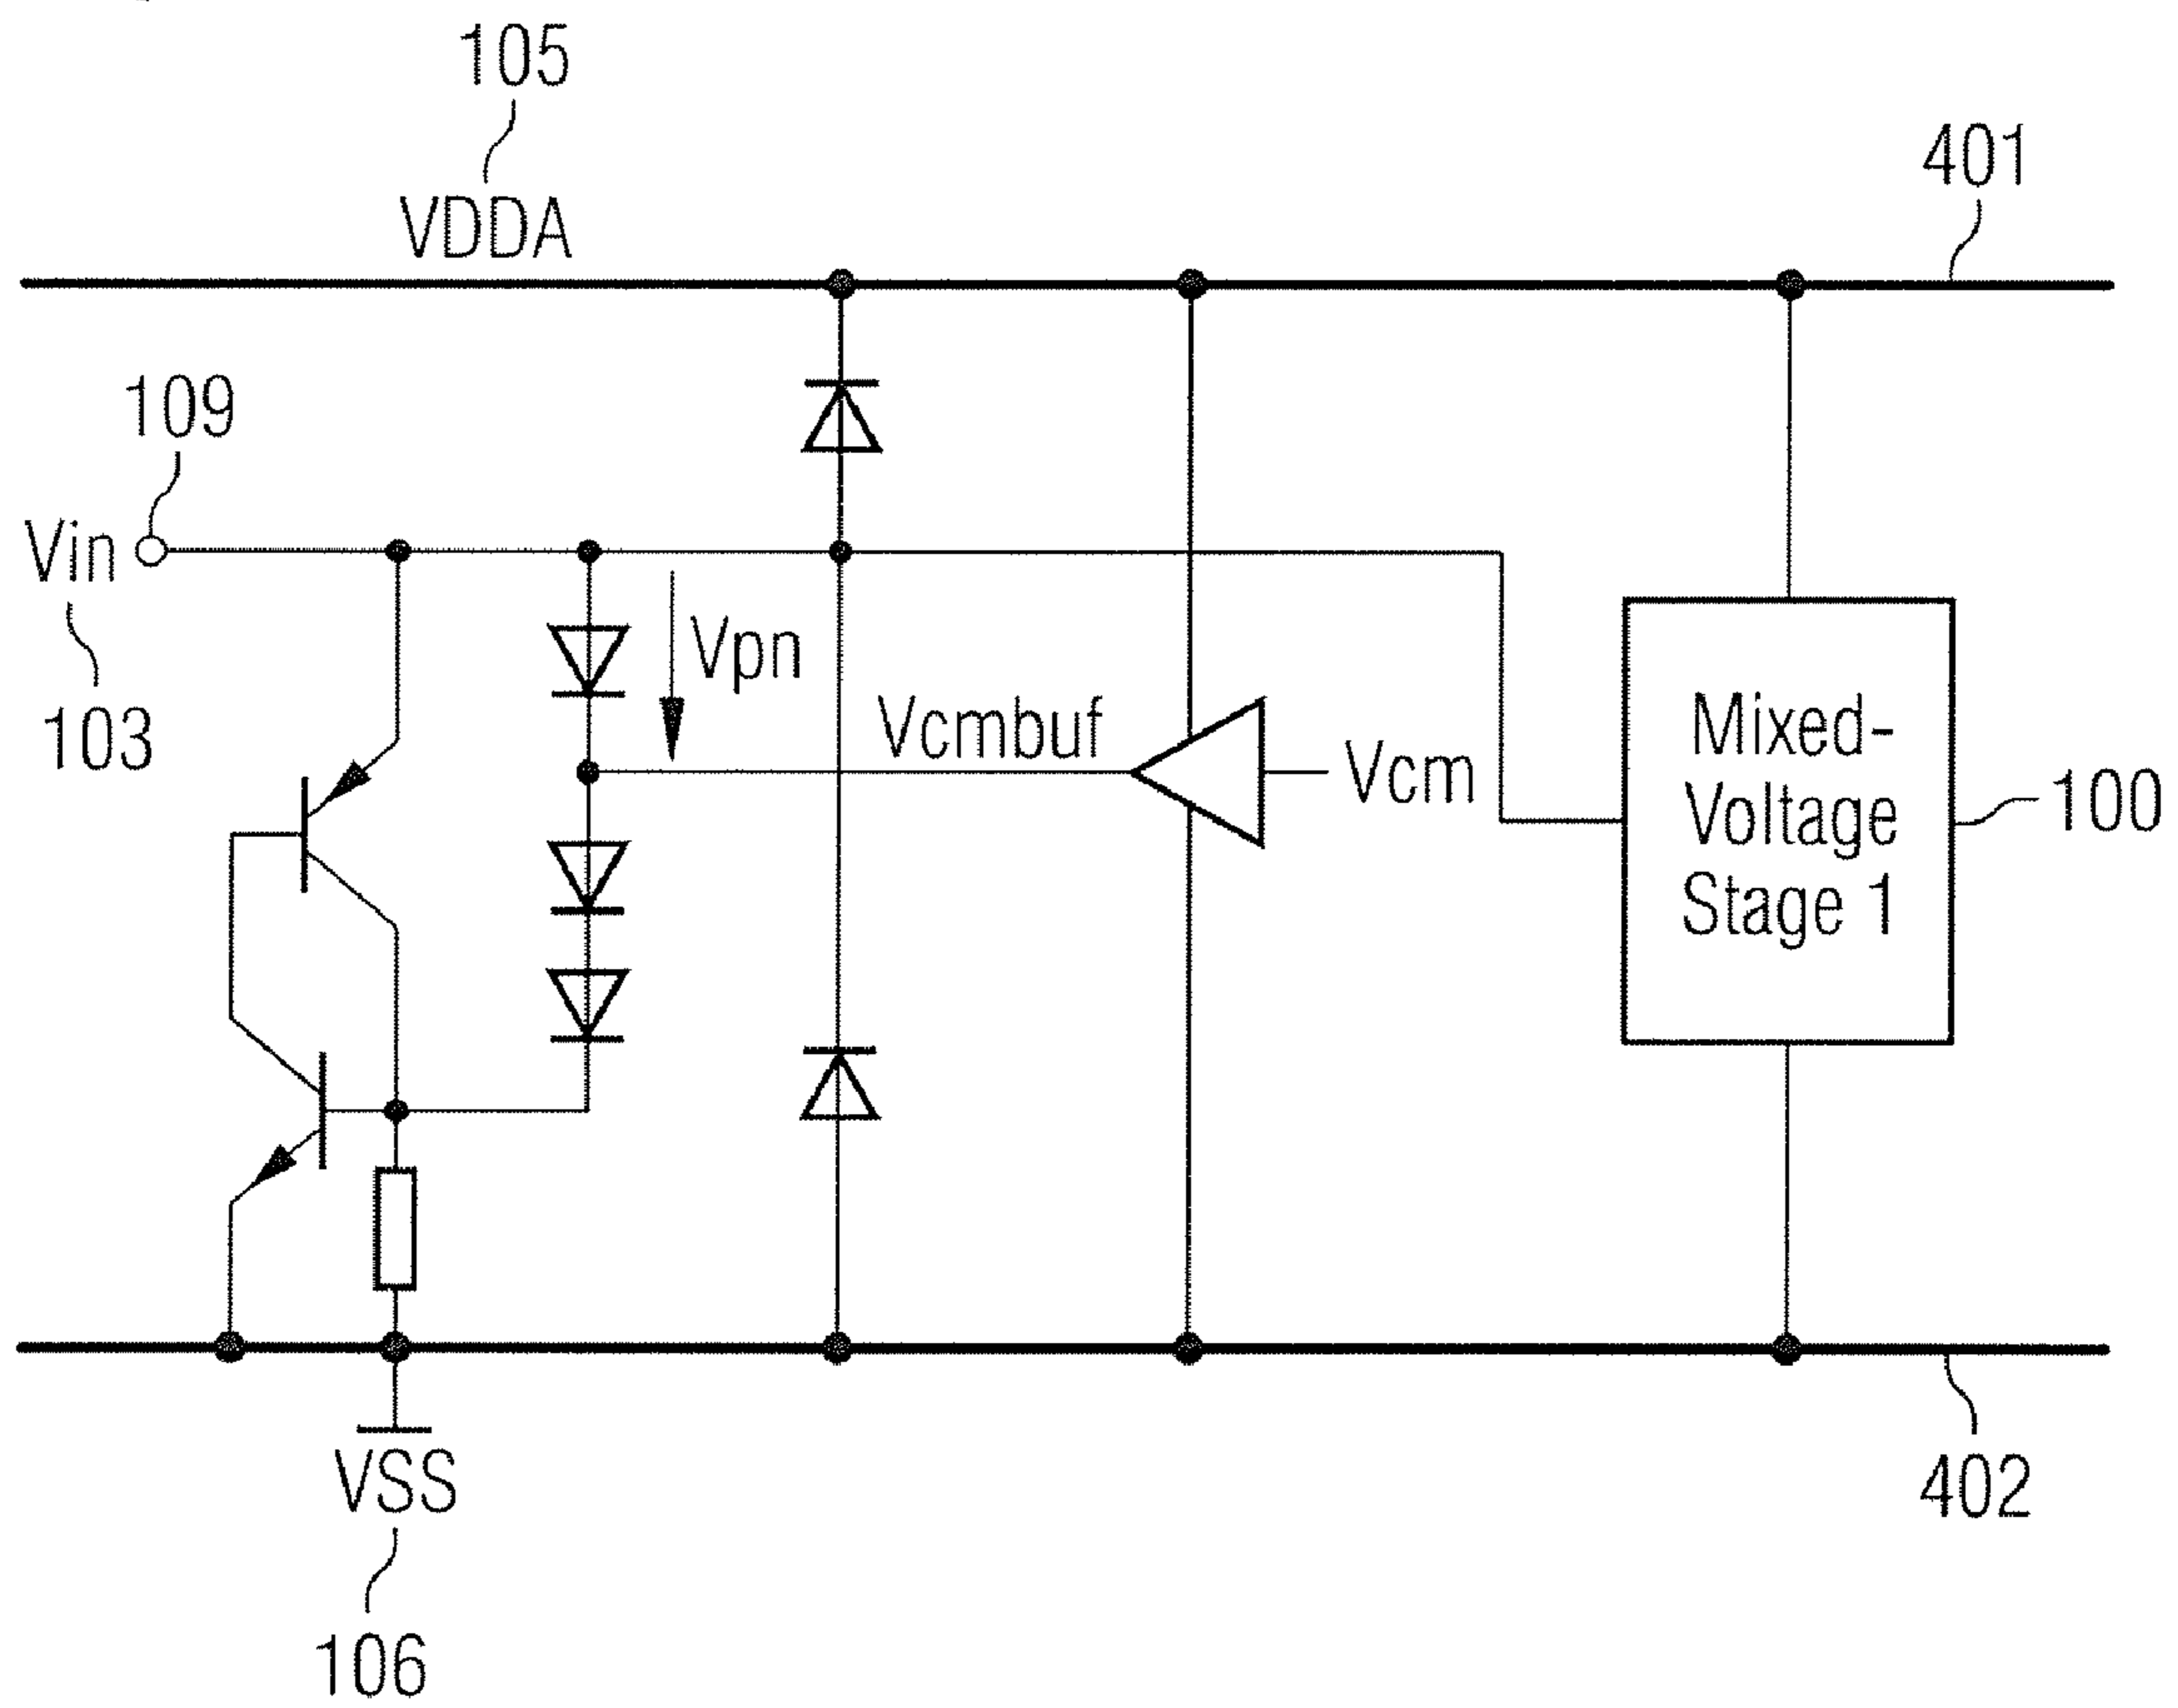 105
VDDA
401
109
Vin
103
Vpn
Vcmbuf
Vcm
Mixed-
Voltage
Stage 1
100
VSS
106
402